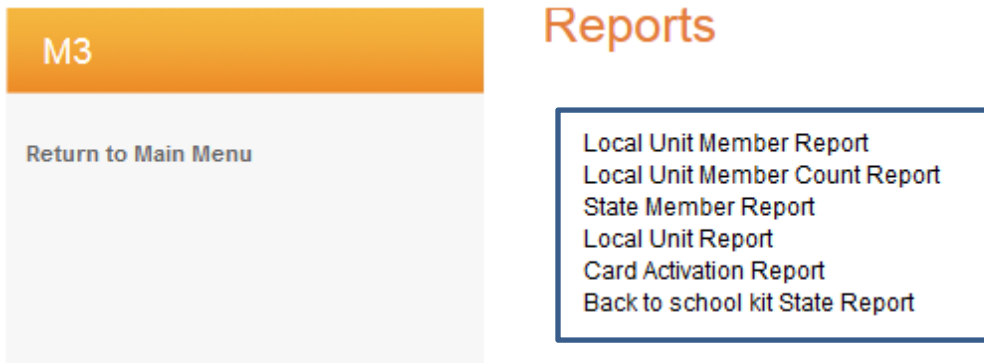 M3
Return to Main Menu
Reports
Local Unit Member Report
Local Unit Member Count Report
State Member Report
Local Unit Report
Card Activation Report
Back to school kit State Report